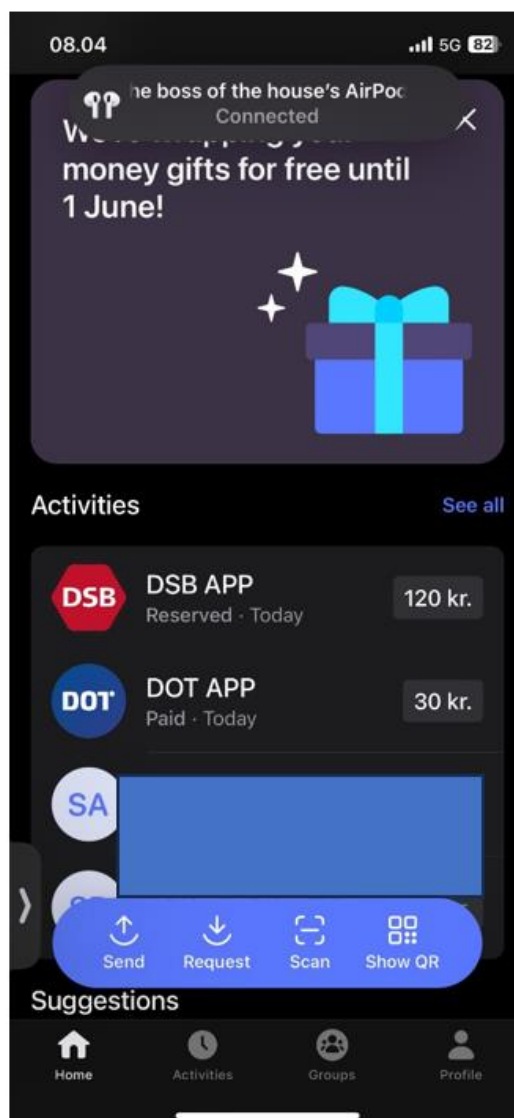 08.04
5G 82
he boss of the house's AirPod
Connected
money gifts for free until
1 June!
Activities
See all
DSB
DSB APP
Reserved · Today
120 kr.
DOT
DOT APP
Paid · Today
30 kr.
SA
Send
Request
Scan
Show QR
Suggestions
Home
Activities
Groups
Profile